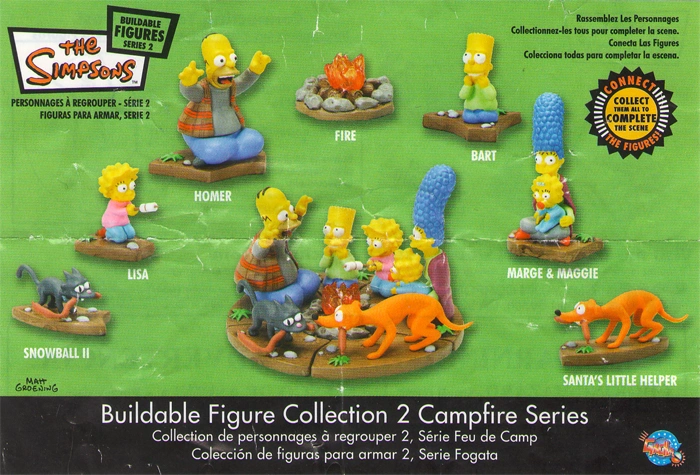 BUILDABLE
FIGURES
SERIES 2
THE
SIMPSONS
TM
PERSONNAGES À REGROUPER - SÉRIE 2
FIGURAS PARA ARMAR, SERIE 2
Rassemblez Les Personnages
Collectionnez-les tous pour completer la scene.
Conecta Las Figuras
Colecciona todas para completar la escena.
CONNECT
COLLECT
THEM ALL TO
COMPLETE
THE SCENE
THE FIGURES!
HOMER
FIRE
BART
LISA
MARGE & MAGGIE
SNOWBALL II
SANTA'S LITTLE HELPER
MATT
GROENING
Buildable Figure Collection 2 Campfire Series
Collection de personnages à regrouper 2, Série Feu de Camp
Colección de figuras para armar 2, Serie Fogata